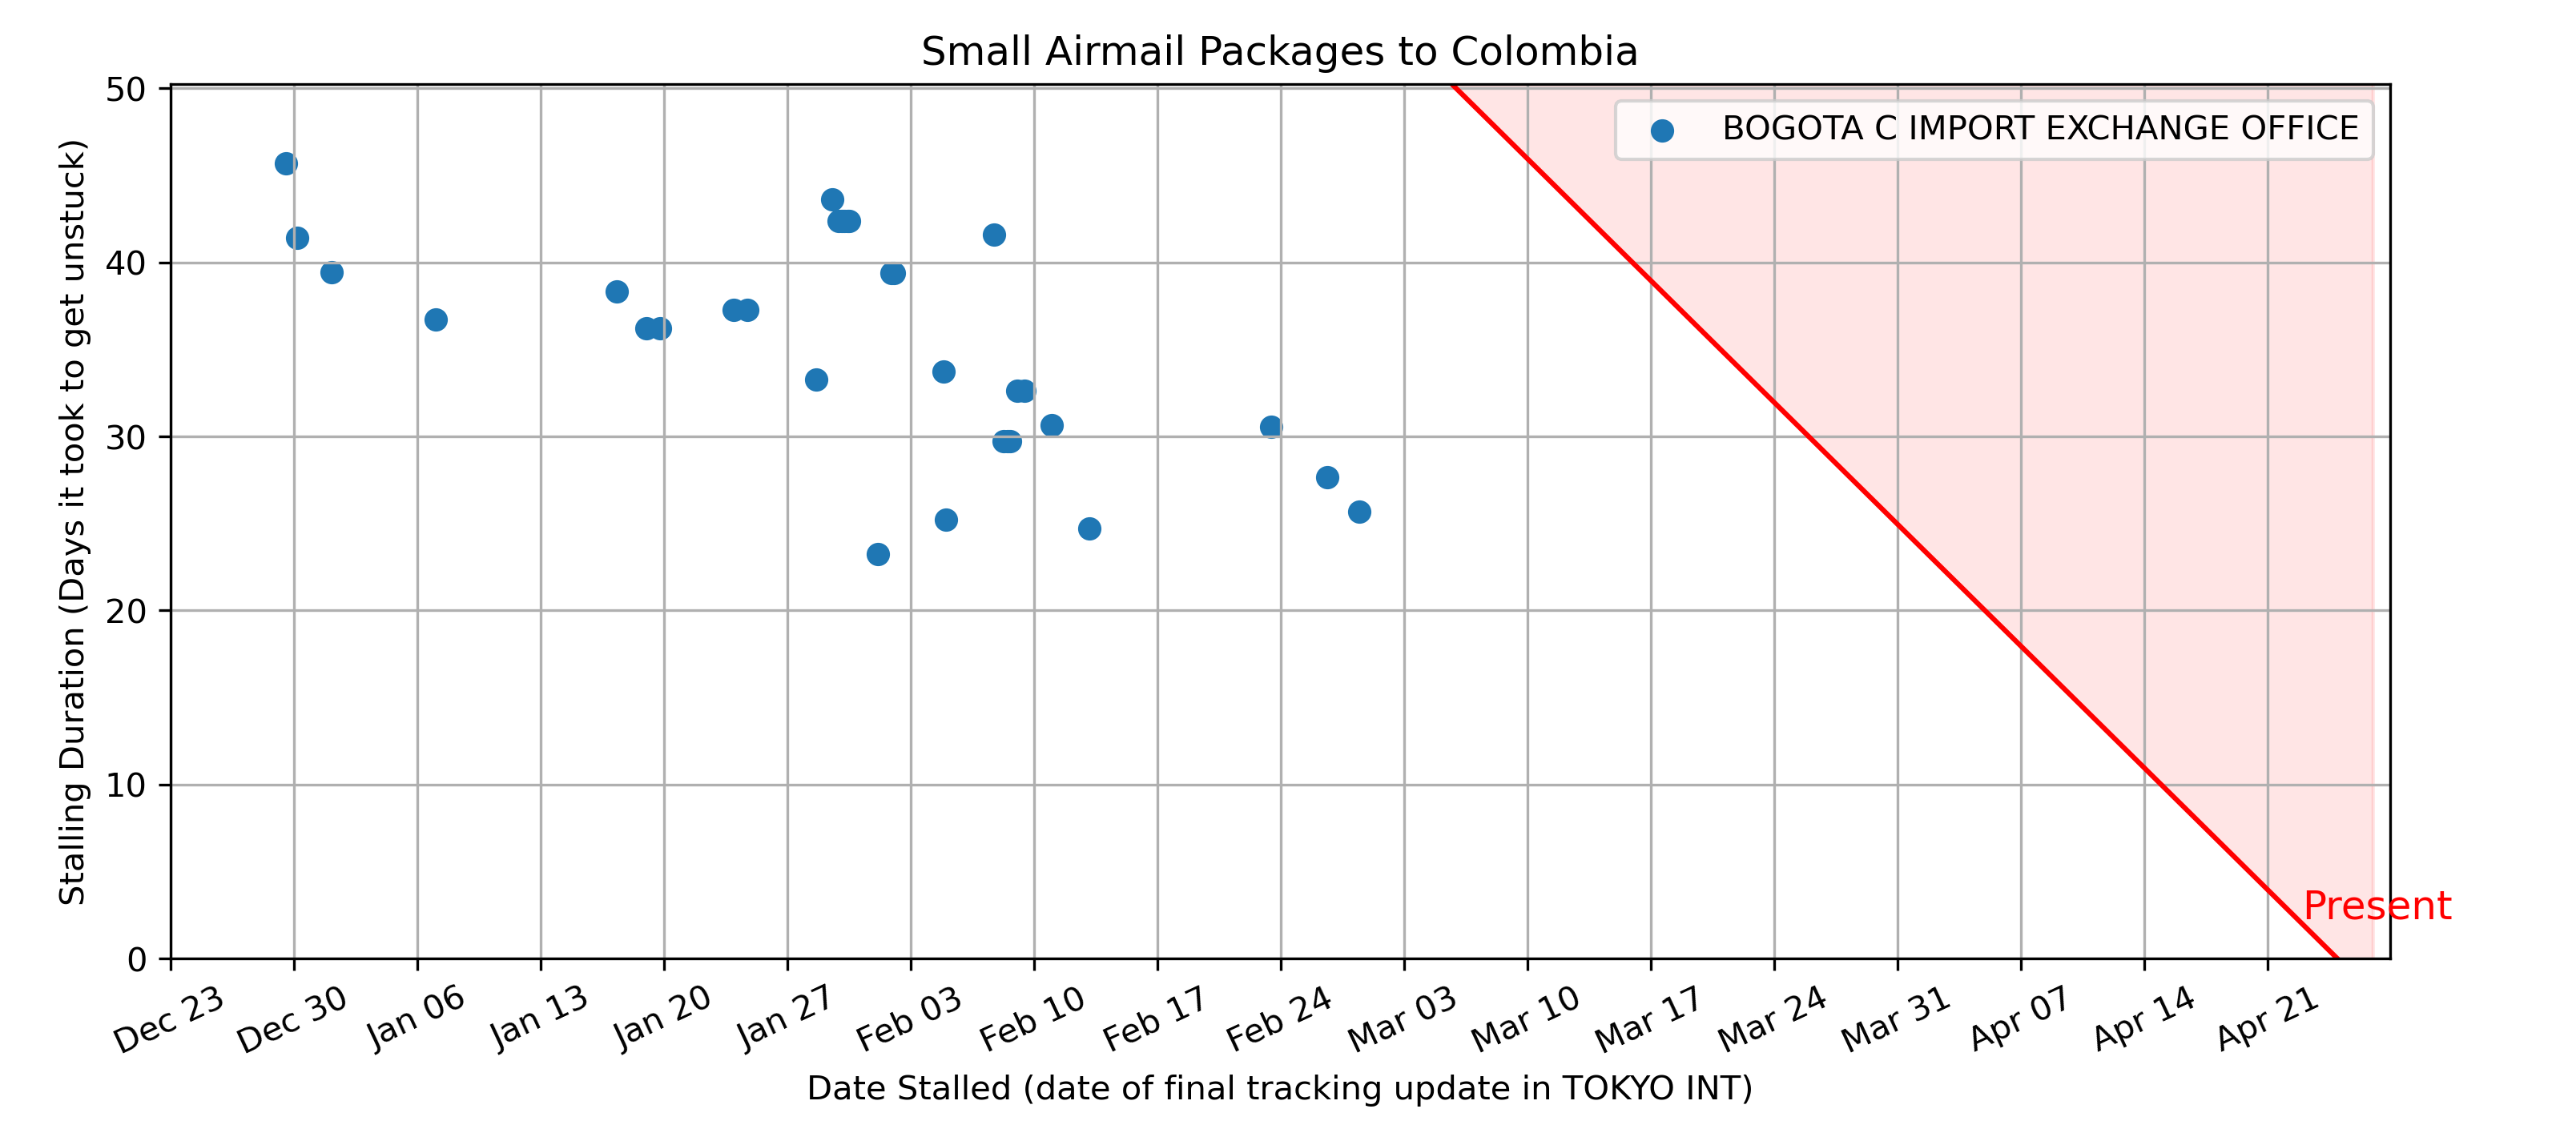 Small Airmail Packages to Colombia
BOGOTA C IMPORT EXCHANGE OFFICE
Stalling Duration (Days it took to get unstuck)
50
40
30
20
10
0
Present
Dec 23
Dec 30
Jan 06
Jan 13
Jan 20
Jan 27
Feb 03
Feb 10
Feb 17
Feb 24
Mar 03
Mar 10
Mar 17
Mar 24
Mar 31
Apr 07
Apr 14
Apr 21
Date Stalled (date of final tracking update in TOKYO INT)